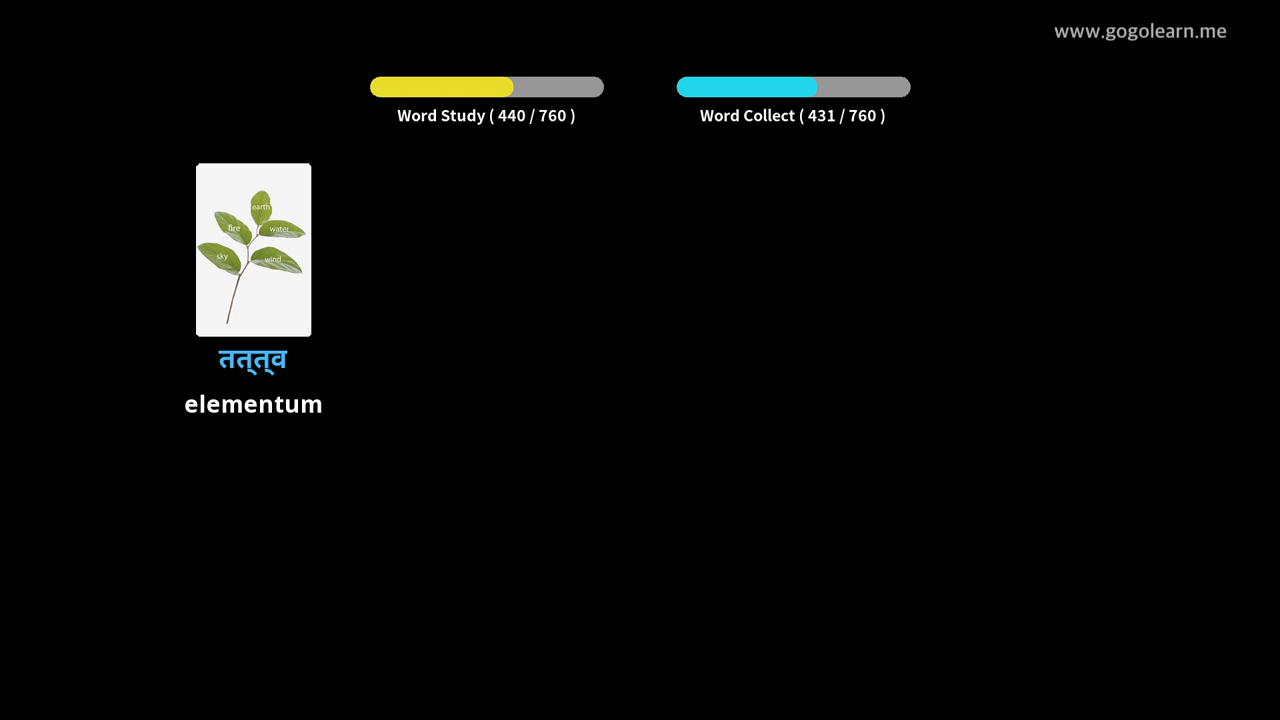 www.gogolearn.me
Word Study ( 440 / 760 )
Word Collect ( 431 / 760 )
earth
fire
water
sky
wind
तत्‌त्‌व
elementum